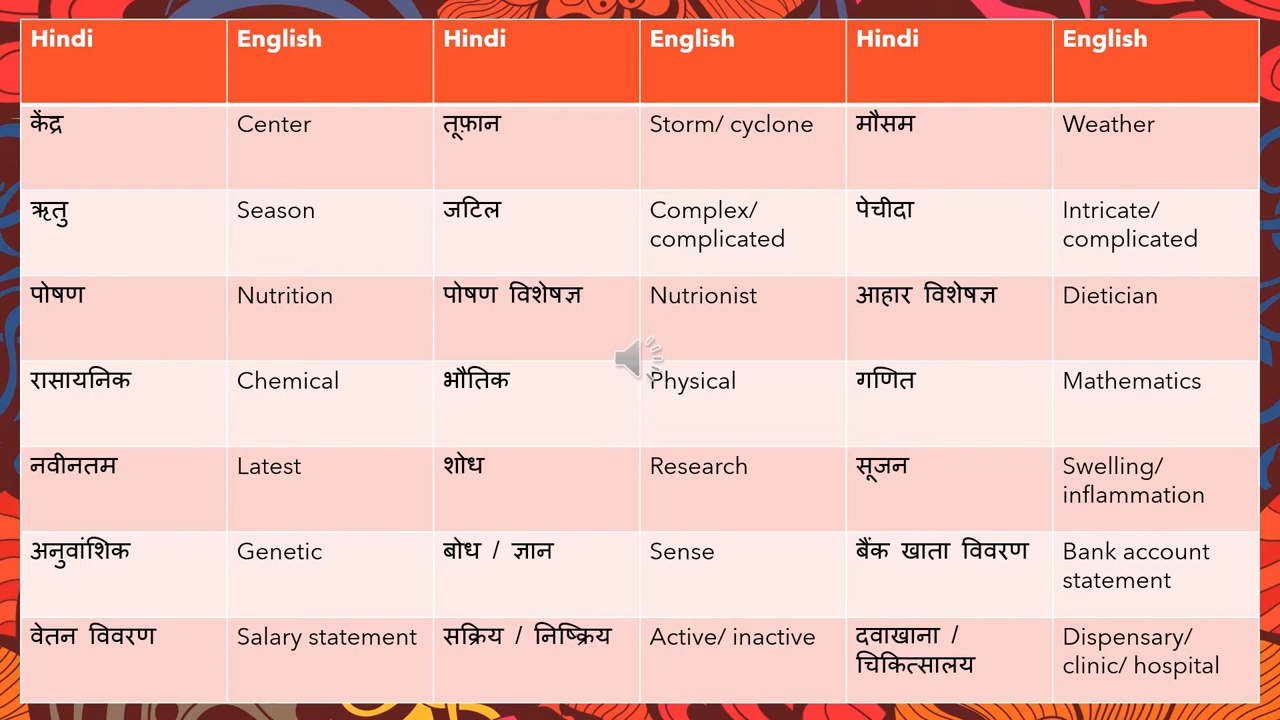 Hindi English Hindi English Hindi English
केंद्र Center तूफ़ान Storm/ cyclone मौसम Weather
ऋतु Season जटिल Complex/ complicated पेचीदा Intricate/ complicated
पोषण Nutrition पोषण विशेषज्ञ Nutrionist आहार विशेषज्ञ Dietician
रासायनिक Chemical भौतिक Physical गणित Mathematics
नवीनतम Latest शोध Research सूजन Swelling/ inflammation
अनुवांशिक Genetic बोध / ज्ञान Sense बैंक खाता विवरण Bank account statement
वेतन विवरण Salary statement सक्रिय / निष्क्रिय Active/ inactive दवाखाना / चिकित्सालय Dispensary/ clinic/ hospital